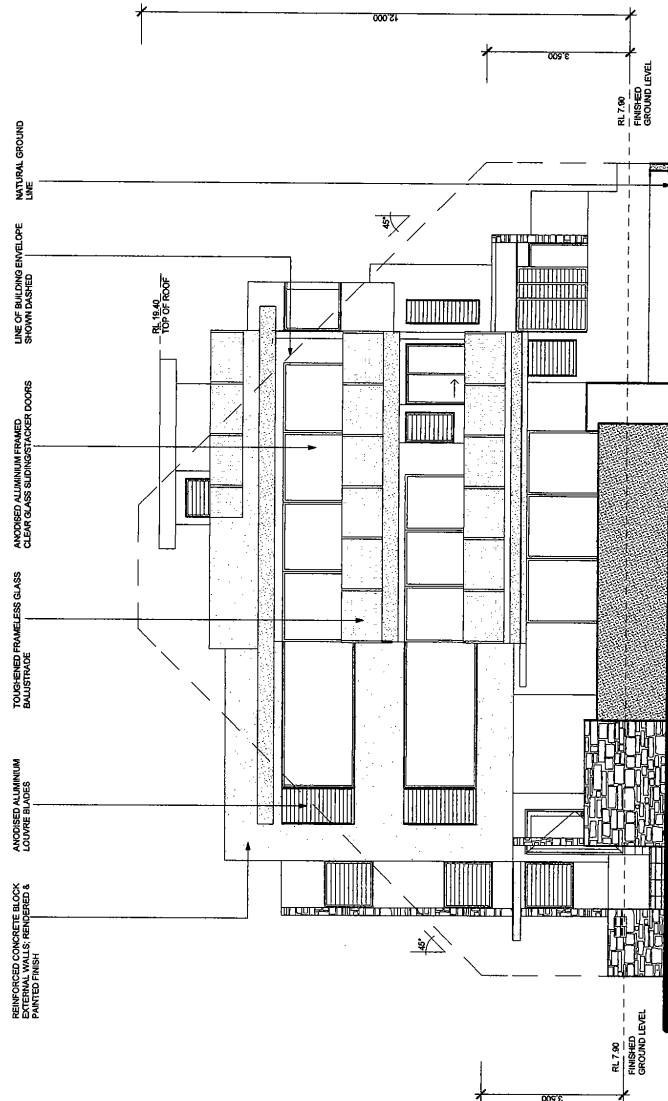 REINFORCED CONCRETE BLOCK
EXTERNAL WALLS; RENDERED &
PAINTED FINISH
ANODISED ALUMINIUM
LOUVRE BLADES
TOUGHENED FRAMELESS GLASS
BALUSTRADE
ANODISED ALUMINIUM FRAMED
CLEAR GLASS SLIDING/STACKER DOORS
LINE OF BUILDING ENVELOPE
SHOWN DASHED
NATURAL GROUND
LINE
RL 19.40
TOP OF ROOF
12.000
45°
45°
3.500
3.500
RL 7.90
FINISHED
GROUND LEVEL
RL 7.90
FINISHED
GROUND LEVEL